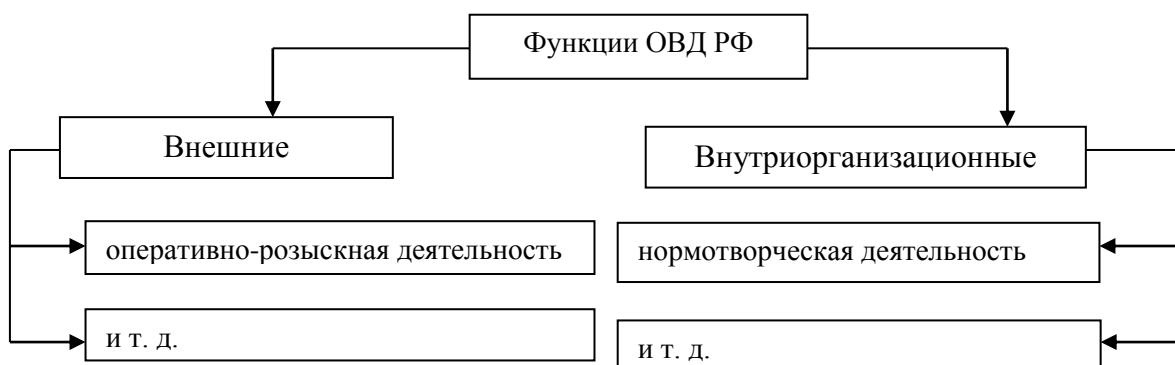 Функции ОВД РФ
Внешние
Внутриорганизационные
оперативно-розыскная деятельность
нормотворческая деятельность
и т. д.
и т. д.